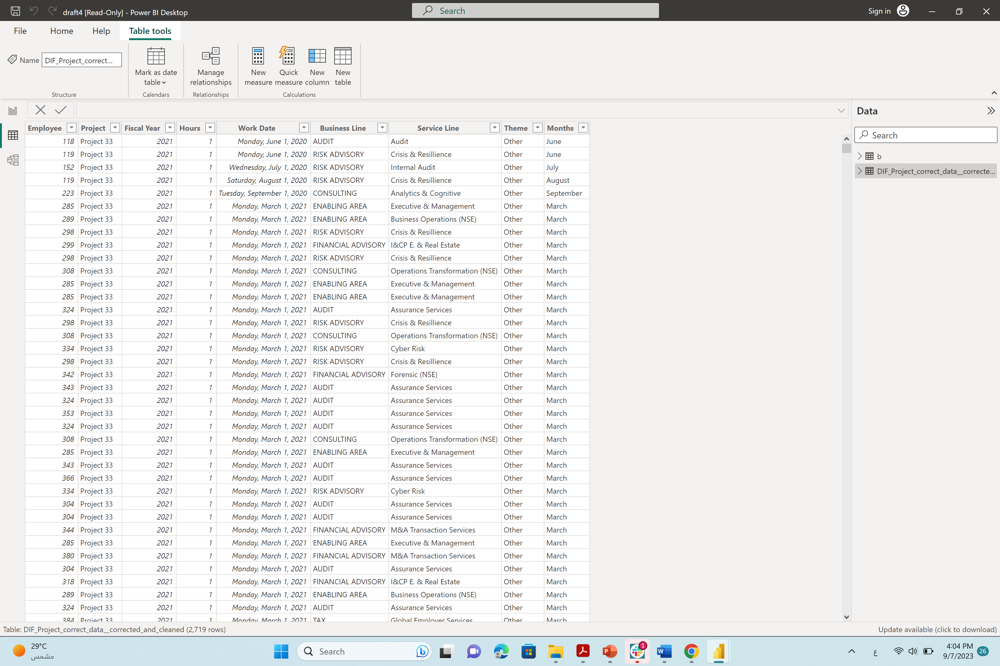 draft4 [Read-Only] - Power BI Desktop
Search
Sign in
File Home Help Table tools
Name DIF_Project_correct...
Mark as date table
Manage relationships
New measure
Quick measure
New column
New table
Structure Calendars Relationships Calculations
Data
Search
b
DIF_Project_correct_data__correcte...
Employee Project Fiscal Year Hours Work Date Business Line Service Line Theme Months
118 Project 33 2021 1 Monday, June 1, 2020 AUDIT Audit Other June
119 Project 33 2021 1 Monday, June 1, 2020 RISK ADVISORY Crisis & Resillience Other June
152 Project 33 2021 1 Wednesday, July 1, 2020 RISK ADVISORY Internal Audit Other July
119 Project 33 2021 1 Saturday, August 1, 2020 RISK ADVISORY Crisis & Resillience Other August
223 Project 33 2021 1 Tuesday, September 1, 2020 CONSULTING Analytics & Cognitive Other September
285 Project 33 2021 1 Monday, March 1, 2021 ENABLING AREA Executive & Management Other March
289 Project 33 2021 1 Monday, March 1, 2021 ENABLING AREA Business Operations (NSE) Other March
298 Project 33 2021 1 Monday, March 1, 2021 RISK ADVISORY Crisis & Resillience Other March
299 Project 33 2021 1 Monday, March 1, 2021 FINANCIAL ADVISORY I&CP E. & Real Estate Other March
298 Project 33 2021 1 Monday, March 1, 2021 RISK ADVISORY Crisis & Resillience Other March
308 Project 33 2021 1 Monday, March 1, 2021 CONSULTING Operations Transformation (NSE) Other March
285 Project 33 2021 1 Monday, March 1, 2021 ENABLING AREA Executive & Management Other March
285 Project 33 2021 1 Monday, March 1, 2021 ENABLING AREA Executive & Management Other March
324 Project 33 2021 1 Monday, March 1, 2021 AUDIT Assurance Services Other March
298 Project 33 2021 1 Monday, March 1, 2021 RISK ADVISORY Crisis & Resillience Other March
308 Project 33 2021 1 Monday, March 1, 2021 CONSULTING Operations Transformation (NSE) Other March
334 Project 33 2021 1 Monday, March 1, 2021 RISK ADVISORY Cyber Risk Other March
298 Project 33 2021 1 Monday, March 1, 2021 RISK ADVISORY Crisis & Resillience Other March
342 Project 33 2021 1 Monday, March 1, 2021 FINANCIAL ADVISORY Forensic (NSE) Other March
343 Project 33 2021 1 Monday, March 1, 2021 AUDIT Assurance Services Other March
324 Project 33 2021 1 Monday, March 1, 2021 AUDIT Assurance Services Other March
353 Project 33 2021 1 Monday, March 1, 2021 AUDIT Assurance Services Other March
324 Project 33 2021 1 Monday, March 1, 2021 AUDIT Assurance Services Other March
308 Project 33 2021 1 Monday, March 1, 2021 CONSULTING Operations Transformation (NSE) Other March
285 Project 33 2021 1 Monday, March 1, 2021 ENABLING AREA Executive & Management Other March
343 Project 33 2021 1 Monday, March 1, 2021 AUDIT Assurance Services Other March
366 Project 33 2021 1 Monday, March 1, 2021 AUDIT Assurance Services Other March
334 Project 33 2021 1 Monday, March 1, 2021 RISK ADVISORY Cyber Risk Other March
304 Project 33 2021 1 Monday, March 1, 2021 AUDIT Assurance Services Other March
304 Project 33 2021 1 Monday, March 1, 2021 AUDIT Assurance Services Other March
344 Project 33 2021 1 Monday, March 1, 2021 FINANCIAL ADVISORY M&A Transaction Services Other March
285 Project 33 2021 1 Monday, March 1, 2021 ENABLING AREA Executive & Management Other March
380 Project 33 2021 1 Monday, March 1, 2021 FINANCIAL ADVISORY M&A Transaction Services Other March
304 Project 33 2021 1 Monday, March 1, 2021 AUDIT Assurance Services Other March
318 Project 33 2021 1 Monday, March 1, 2021 FINANCIAL ADVISORY I&CP E. & Real Estate Other March
289 Project 33 2021 1 Monday, March 1, 2021 ENABLING AREA Business Operations (NSE) Other March
324 Project 33 2021 1 Monday, March 1, 2021 AUDIT Assurance Services Other March
384 Project 33 2021 1 Monday, March 1, 2021 TAX Global Employer Services Other March
Table: DIF_Project_correct_data__corrected_and_cleaned (2,719 rows)
Update available (click to download)
29°C
مشمس
Search
1
ع
4:04 PM
9/7/2023
26